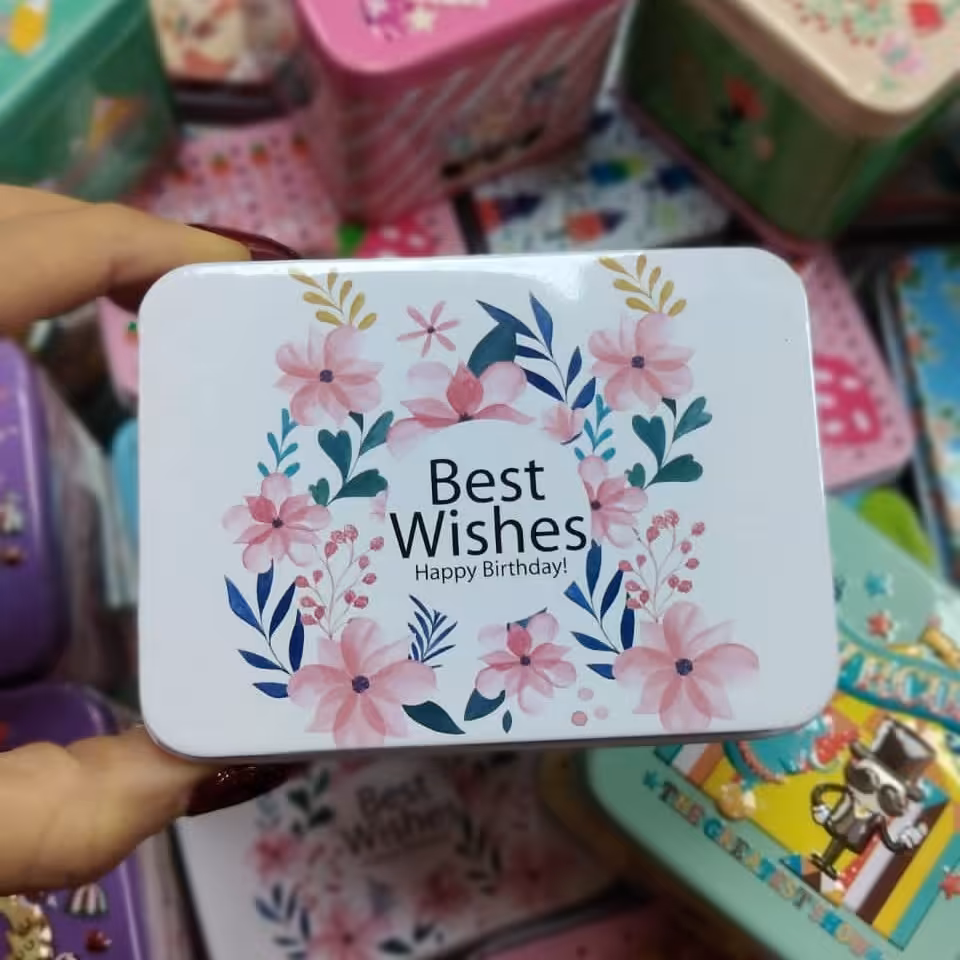 Best
Wishes
Happy Birthday!
Best
Wishes
THE GREATEST SHOW